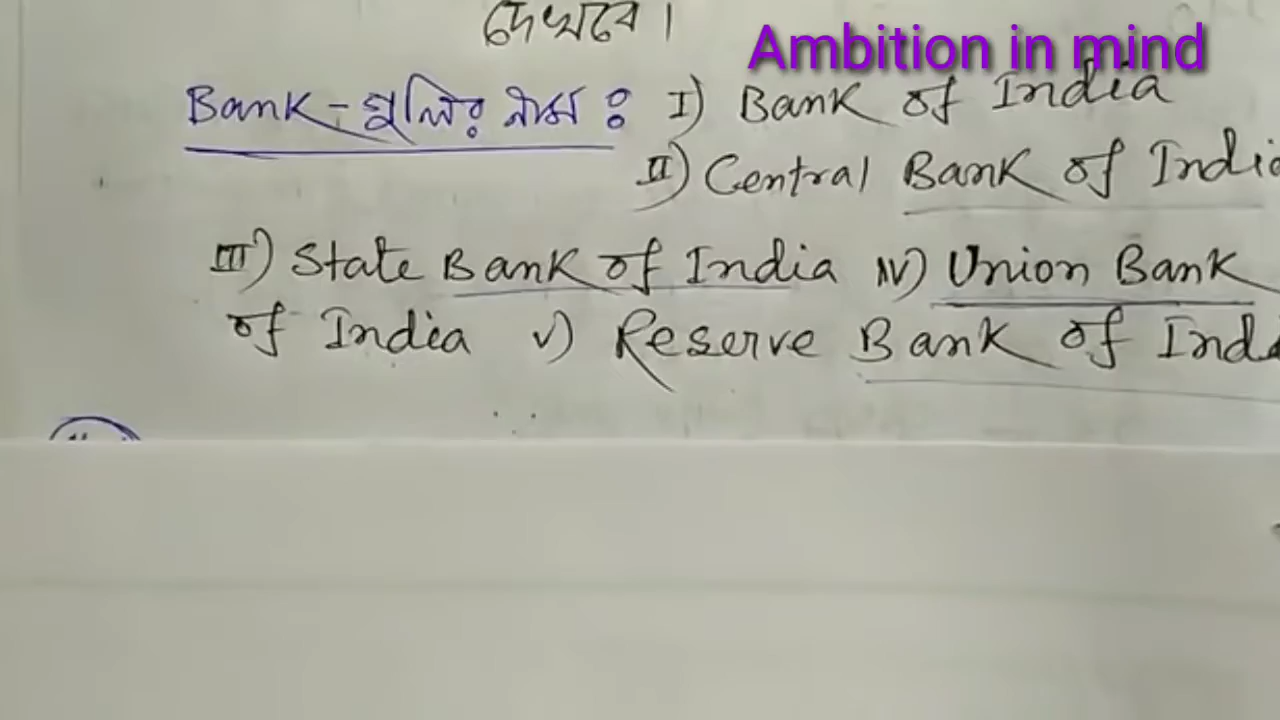 দেখবে।
Ambition in mind
Bank-গুলির নাম : I) Bank of India
II) Central Bank of India
III) State Bank of India IV) Union Bank
of India V) Reserve Bank of Ind